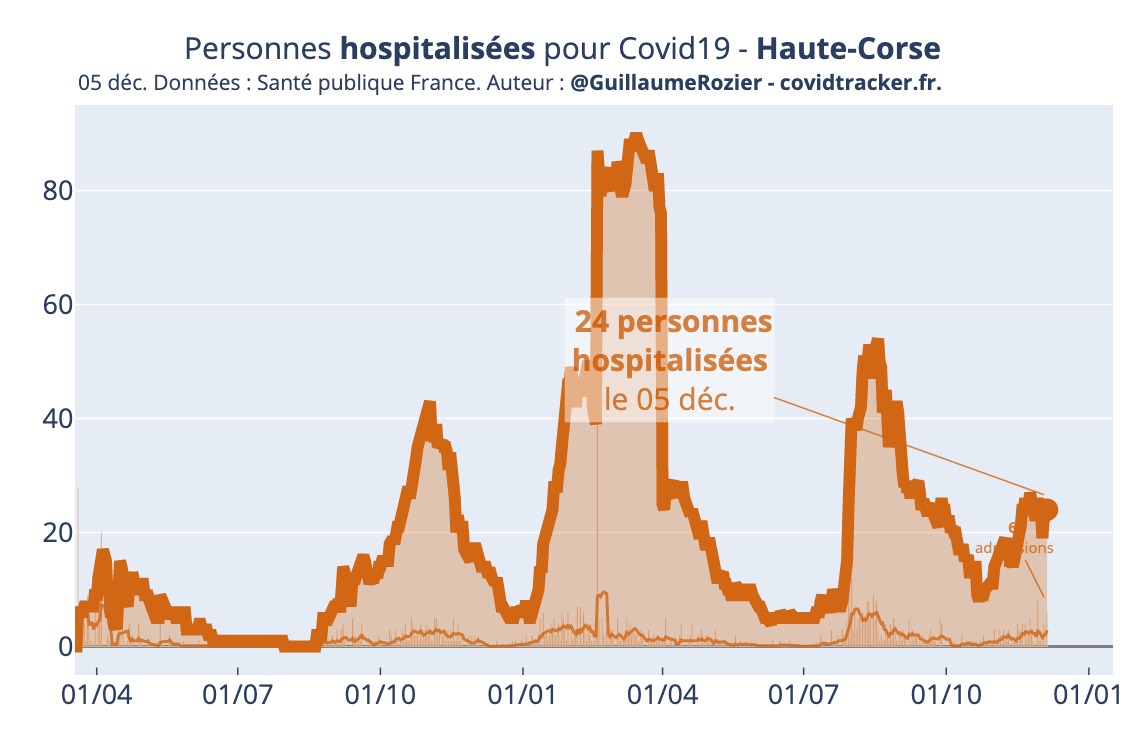 Personnes hospitalisées pour Covid19 - Haute-Corse
05 déc. Données : Santé publique France. Auteur : @GuillaumeRozier - covidtracker.fr.
80
60
40
20
0
24 personnes
hospitalisées
le 05 déc.
01/04 01/07 01/10 01/01 01/04 01/07 01/10 01/01